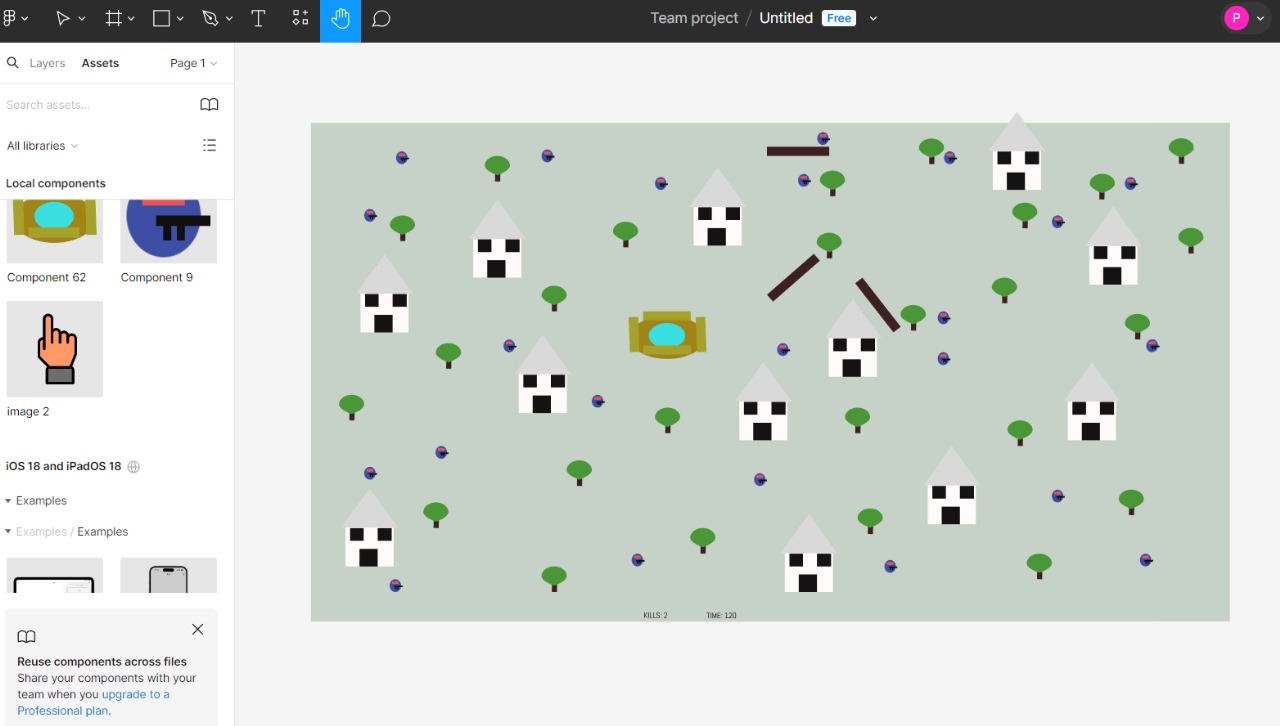 Team project / Untitled Free
P
Layers Assets Page 1
Search assets...
All libraries
Local components
Component 62 Component 9
image 2
iOS 18 and iPadOS 18
Examples
Examples / Examples
Reuse components across files
Share your components with your
team when you upgrade to a
Professional plan.
KILLS: 2 TIME: 120